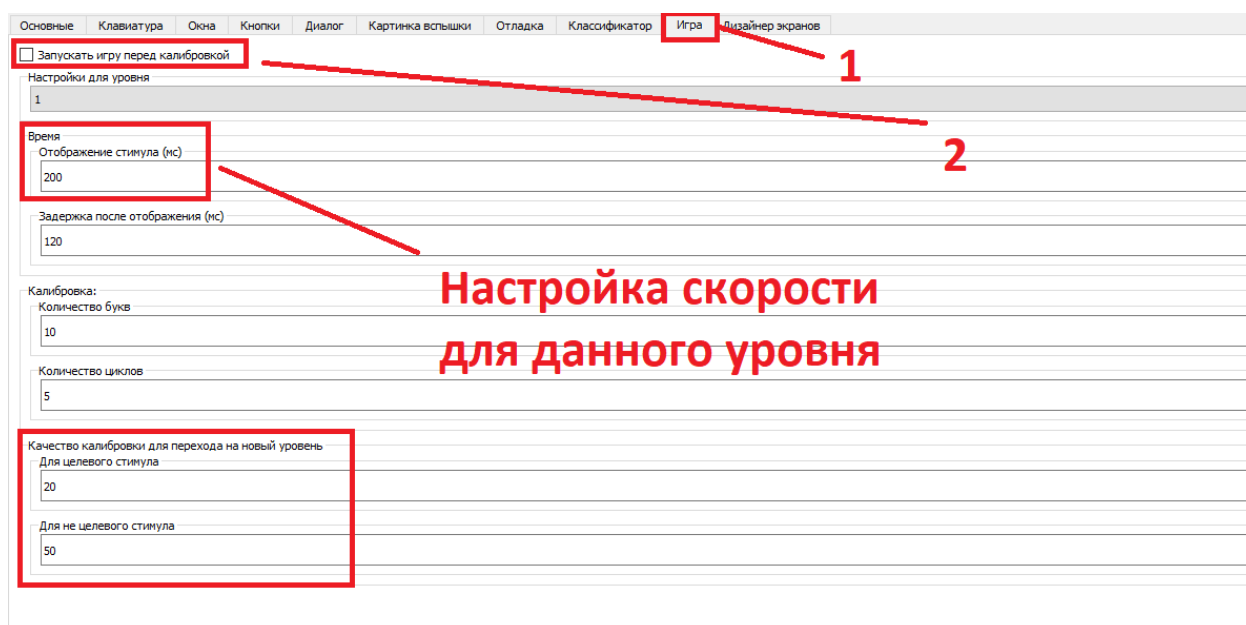 Основные Клавиатура Окна Кнопки Диалог Картинка вспышки Отладка Классификатор Игра Дизайнер экранов
Запускать игру перед калибровкой
1
Настройки для уровня
1
2
Время
Отображение стимула (мс)
200
Задержка после отображения (мс)
120
Настройка скорости
для данного уровня
Калибровка:
Количество букв
10
Количество циклов
5
Качество калибровки для перехода на новый уровень
Для целевого стимула
20
Для не целевого стимула
50